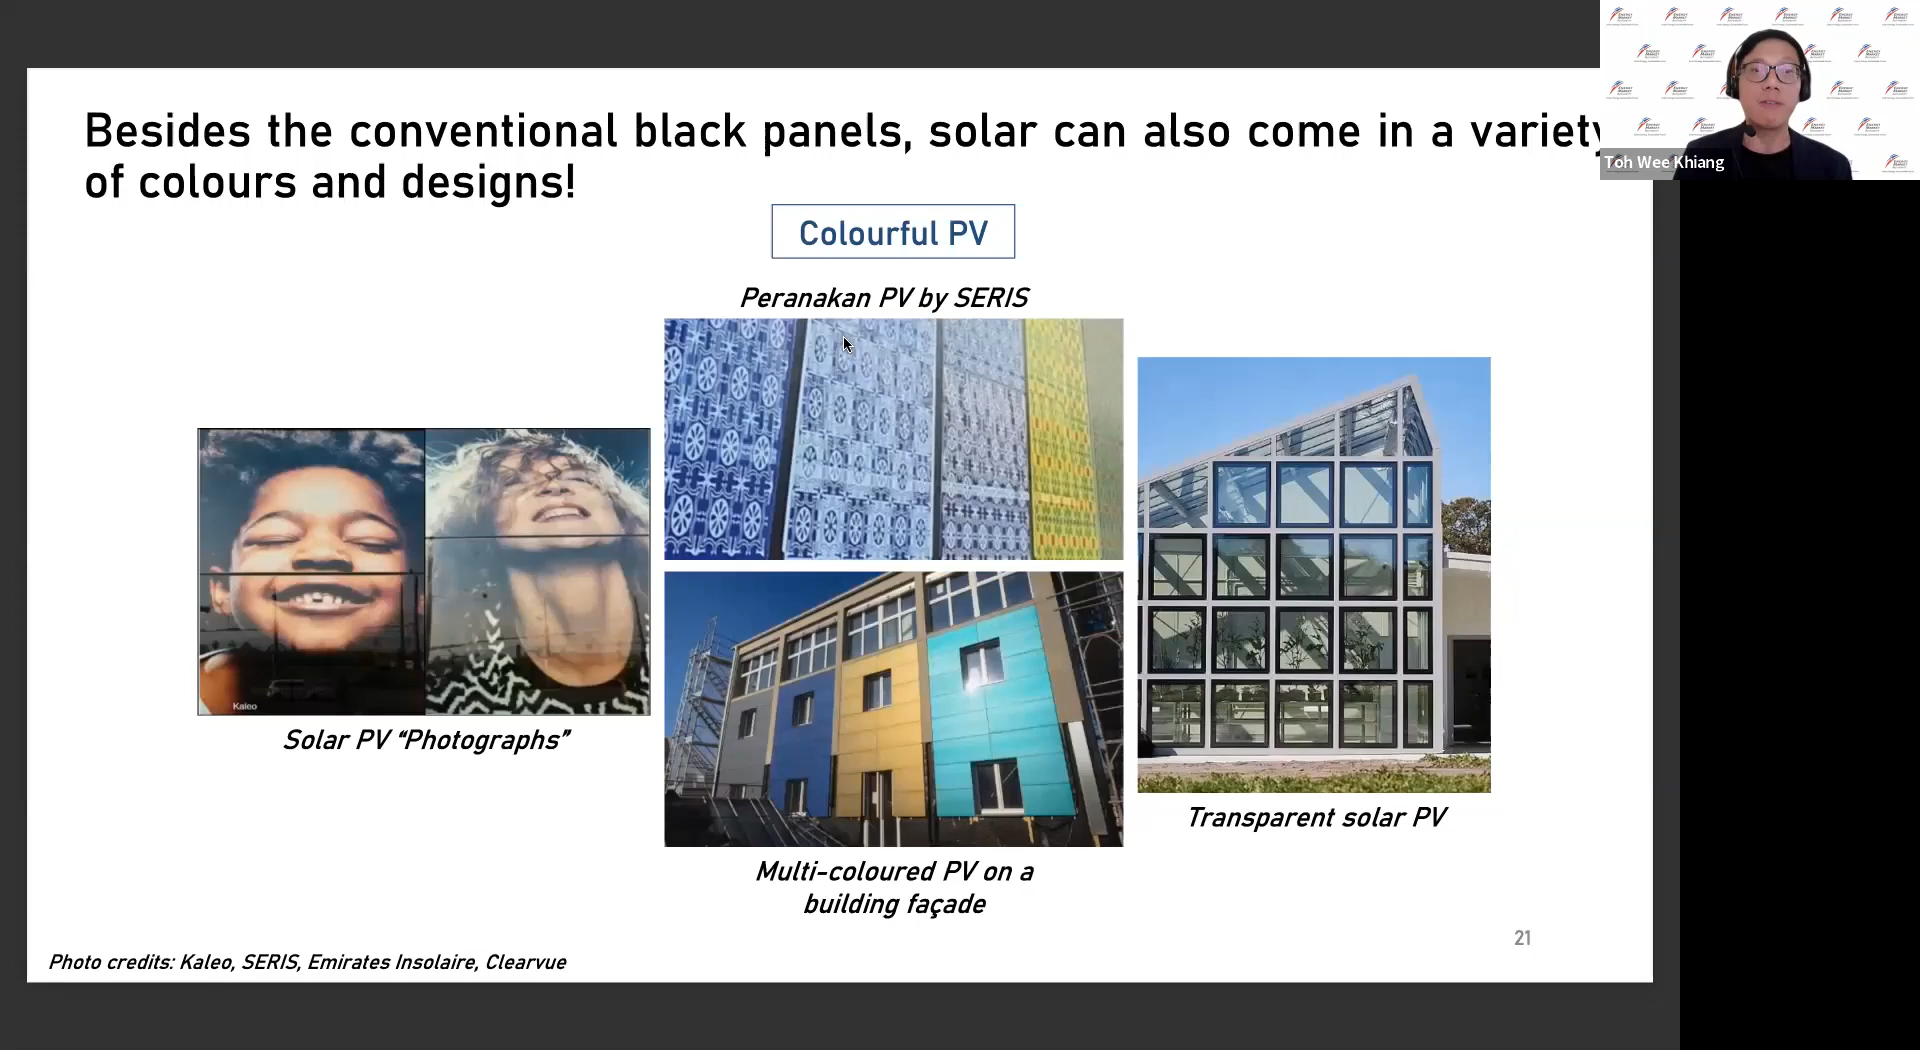 Besides the conventional black panels, solar can also come in a variety
of colours and designs!
Colourful PV
Peranakan PV by SERIS
Kaleo
Solar PV “Photographs”
Multi-coloured PV on a
building façade
Transparent solar PV
21
Photo credits: Kaleo, SERIS, Emirates Insolaire, Clearvue
Toh Wee Khiang